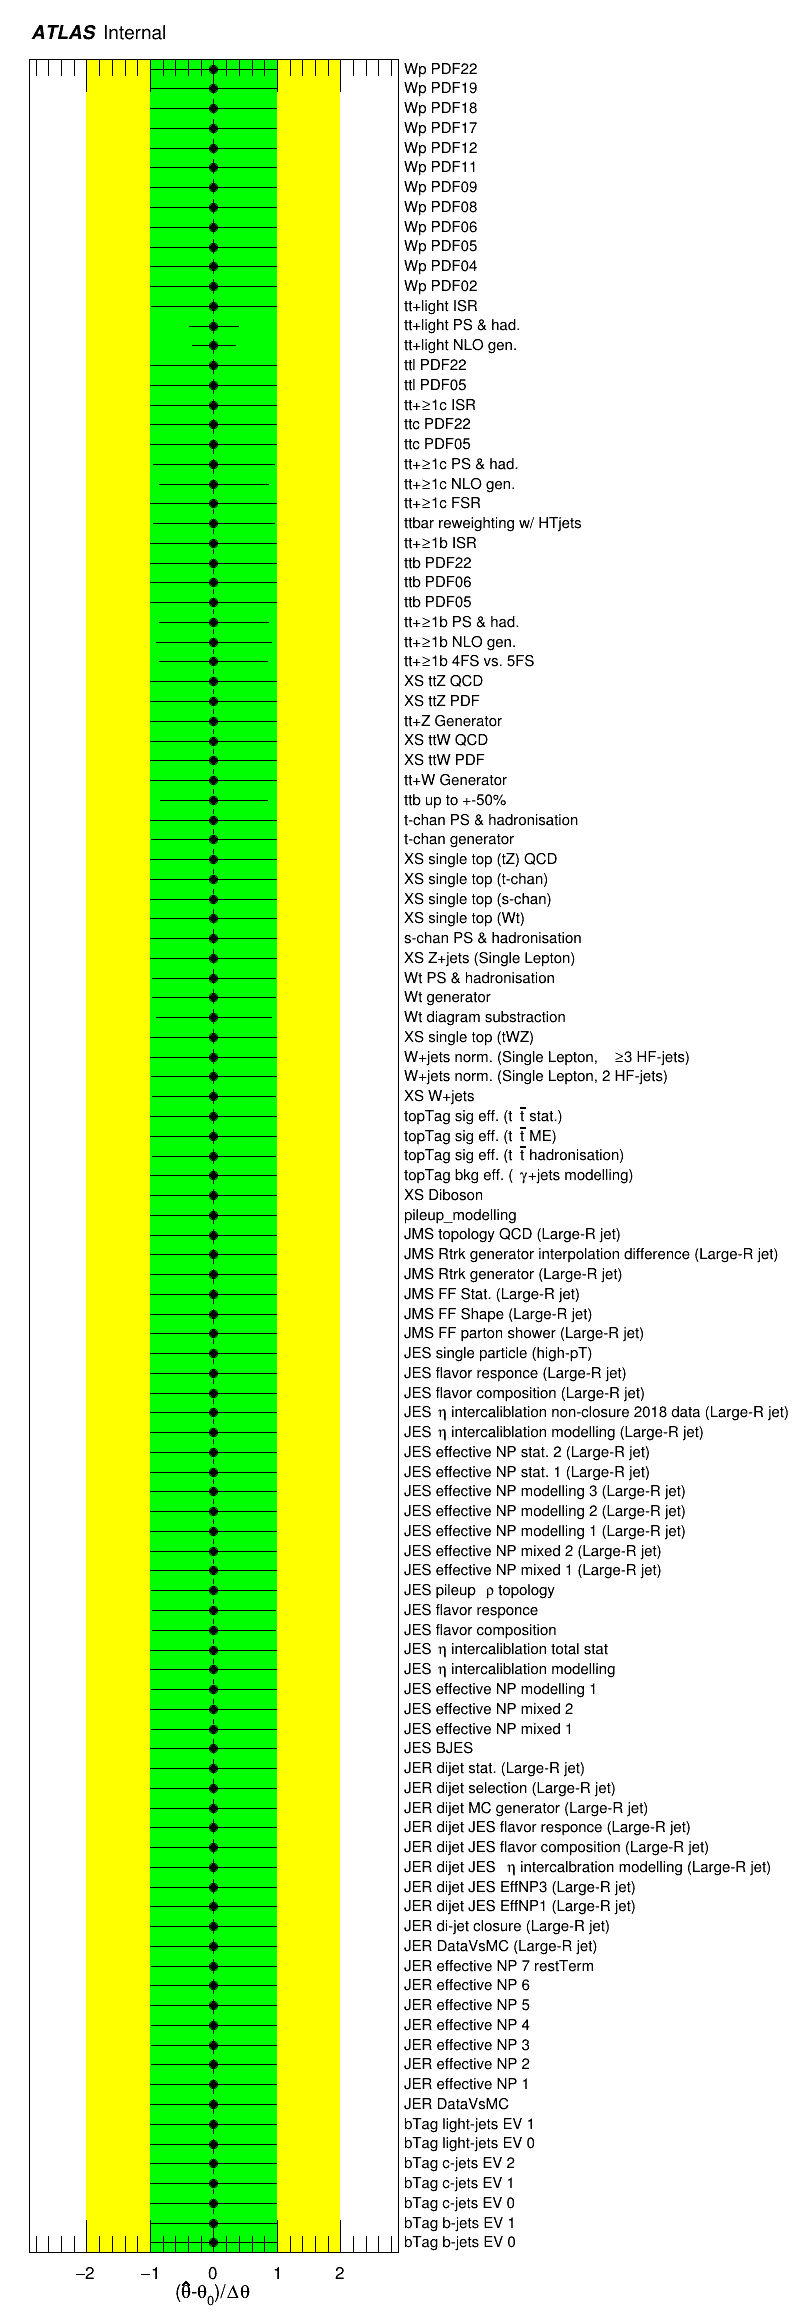 ATLAS Internal
Wp PDF22
Wp PDF19
Wp PDF18
Wp PDF17
Wp PDF12
Wp PDF11
Wp PDF09
Wp PDF08
Wp PDF06
Wp PDF05
Wp PDF04
Wp PDF02
tt+light ISR
tt+light PS & had.
tt+light NLO gen.
ttl PDF22
ttl PDF05
tt+≥1c ISR
ttc PDF22
ttc PDF05
tt+≥1c PS & had.
tt+≥1c NLO gen.
tt+≥1c FSR
ttbar reweighting w/ HTjets
tt+≥1b ISR
ttb PDF22
ttb PDF06
ttb PDF05
tt+≥1b PS & had.
tt+≥1b NLO gen.
tt+≥1b 4FS vs. 5FS
XS ttZ QCD
XS ttZ PDF
tt+Z Generator
XS ttW QCD
XS ttW PDF
tt+W Generator
ttb up to +-50%
t-chan PS & hadronisation
t-chan generator
XS single top (tZ) QCD
XS single top (t-chan)
XS single top (s-chan)
XS single top (Wt)
s-chan PS & hadronisation
XS Z+jets (Single Lepton)
Wt PS & hadronisation
Wt generator
Wt diagram substraction
XS single top (tWZ)
W+jets norm. (Single Lepton, ≥3 HF-jets)
W+jets norm. (Single Lepton, 2 HF-jets)
XS W+jets
topTag sig eff. (t t̄ stat.)
topTag sig eff. (t t̄ ME)
topTag sig eff. (t t̄ hadronisation)
topTag bkg eff. ( γ+jets modelling)
XS Diboson
pileup_modelling
JMS topology QCD (Large-R jet)
JMS Rtrk generator interpolation difference (Large-R jet)
JMS Rtrk generator (Large-R jet)
JMS FF Stat. (Large-R jet)
JMS FF Shape (Large-R jet)
JMS FF parton shower (Large-R jet)
JES single particle (high-pT)
JES flavor responce (Large-R jet)
JES flavor composition (Large-R jet)
JES η intercaliblation non-closure 2018 data (Large-R jet)
JES η intercaliblation modelling (Large-R jet)
JES effective NP stat. 2 (Large-R jet)
JES effective NP stat. 1 (Large-R jet)
JES effective NP modelling 3 (Large-R jet)
JES effective NP modelling 2 (Large-R jet)
JES effective NP modelling 1 (Large-R jet)
JES effective NP mixed 2 (Large-R jet)
JES effective NP mixed 1 (Large-R jet)
JES pileup ρ topology
JES flavor responce
JES flavor composition
JES η intercaliblation total stat
JES η intercaliblation modelling
JES effective NP modelling 1
JES effective NP mixed 2
JES effective NP mixed 1
JES BJES
JER dijet stat. (Large-R jet)
JER dijet selection (Large-R jet)
JER dijet MC generator (Large-R jet)
JER dijet JES flavor responce (Large-R jet)
JER dijet JES flavor composition (Large-R jet)
JER dijet JES η intercalbration modelling (Large-R jet)
JER dijet JES EffNP3 (Large-R jet)
JER dijet JES EffNP1 (Large-R jet)
JER di-jet closure (Large-R jet)
JER DataVsMC (Large-R jet)
JER effective NP 7 restTerm
JER effective NP 6
JER effective NP 5
JER effective NP 4
JER effective NP 3
JER effective NP 2
JER effective NP 1
JER DataVsMC
bTag light-jets EV 1
bTag light-jets EV 0
bTag c-jets EV 2
bTag c-jets EV 1
bTag c-jets EV 0
bTag b-jets EV 1
bTag b-jets EV 0
−2 −1 0 1 2
(θ̂-θ₀)/Δθ